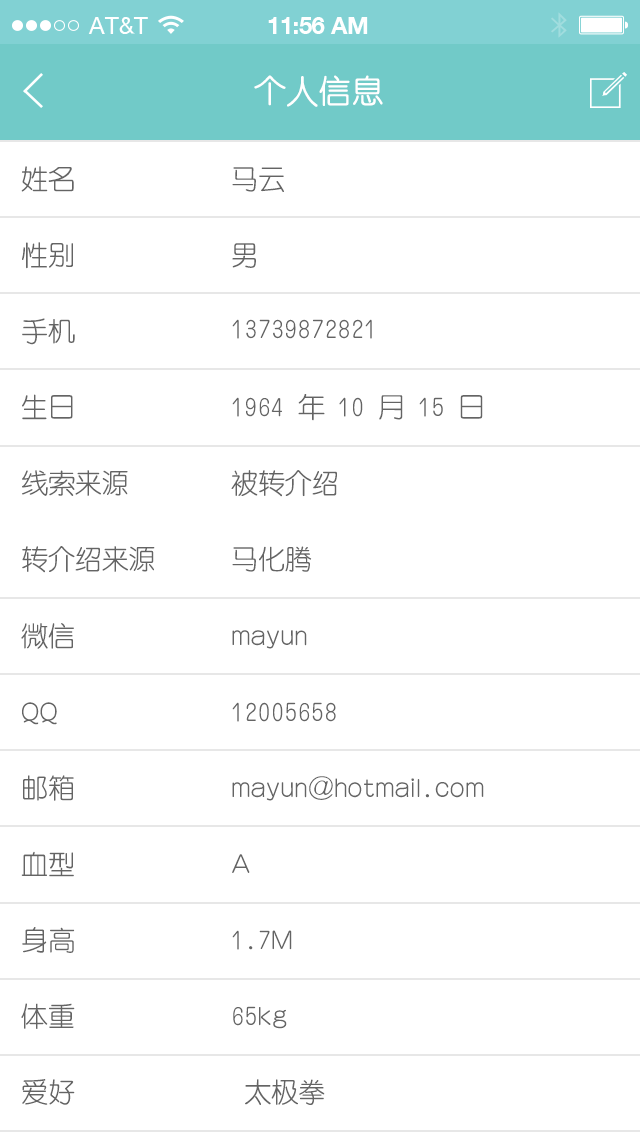 AT&T 11:56 AM
个人信息
姓名 马云
性别 男
手机 13739872821
生日 1964 年 10 月 15 日
线索来源 被转介绍
转介绍来源 马化腾
微信 mayun
QQ 12005658
邮箱 mayun@hotmail.com
血型 A
身高 1.7M
体重 65kg
爱好 太极拳